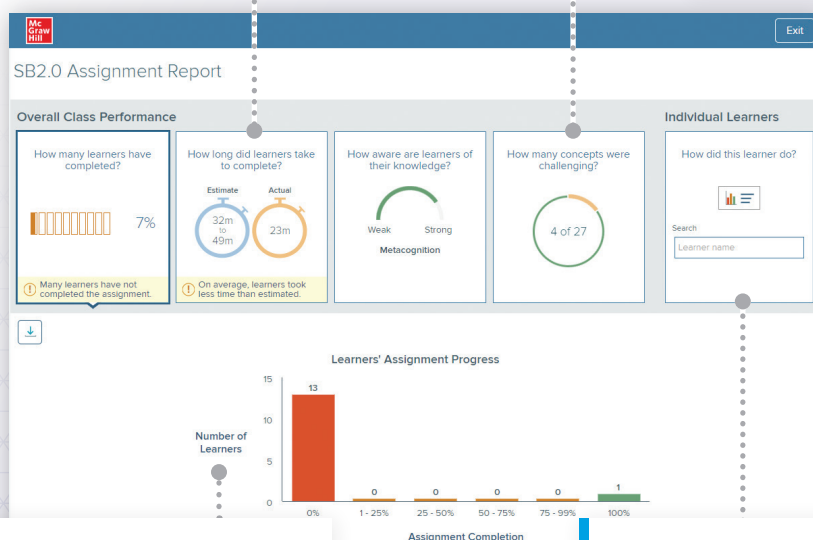 Mc
Graw
Hill
Exit
SB2.0 Assignment Report
Overall Class Performance
Individual Learners
How many learners have
completed?
7%
Many learners have not
completed the assignment.
How long did learners take
to complete?
Estimate
Actual
32m
to
49m
23m
On average, learners took
less time than estimated.
How aware are learners of
their knowledge?
Weak
Strong
Metacognition
How many concepts were
challenging?
4 of 27
How did this learner do?
Search
Learner name
Learners' Assignment Progress
Number of
Learners
15
10
5
0
13
0
0
0
0
1
0%
1 - 25%
25 - 50%
50 - 75%
75 - 99%
100%
Assignment Completion